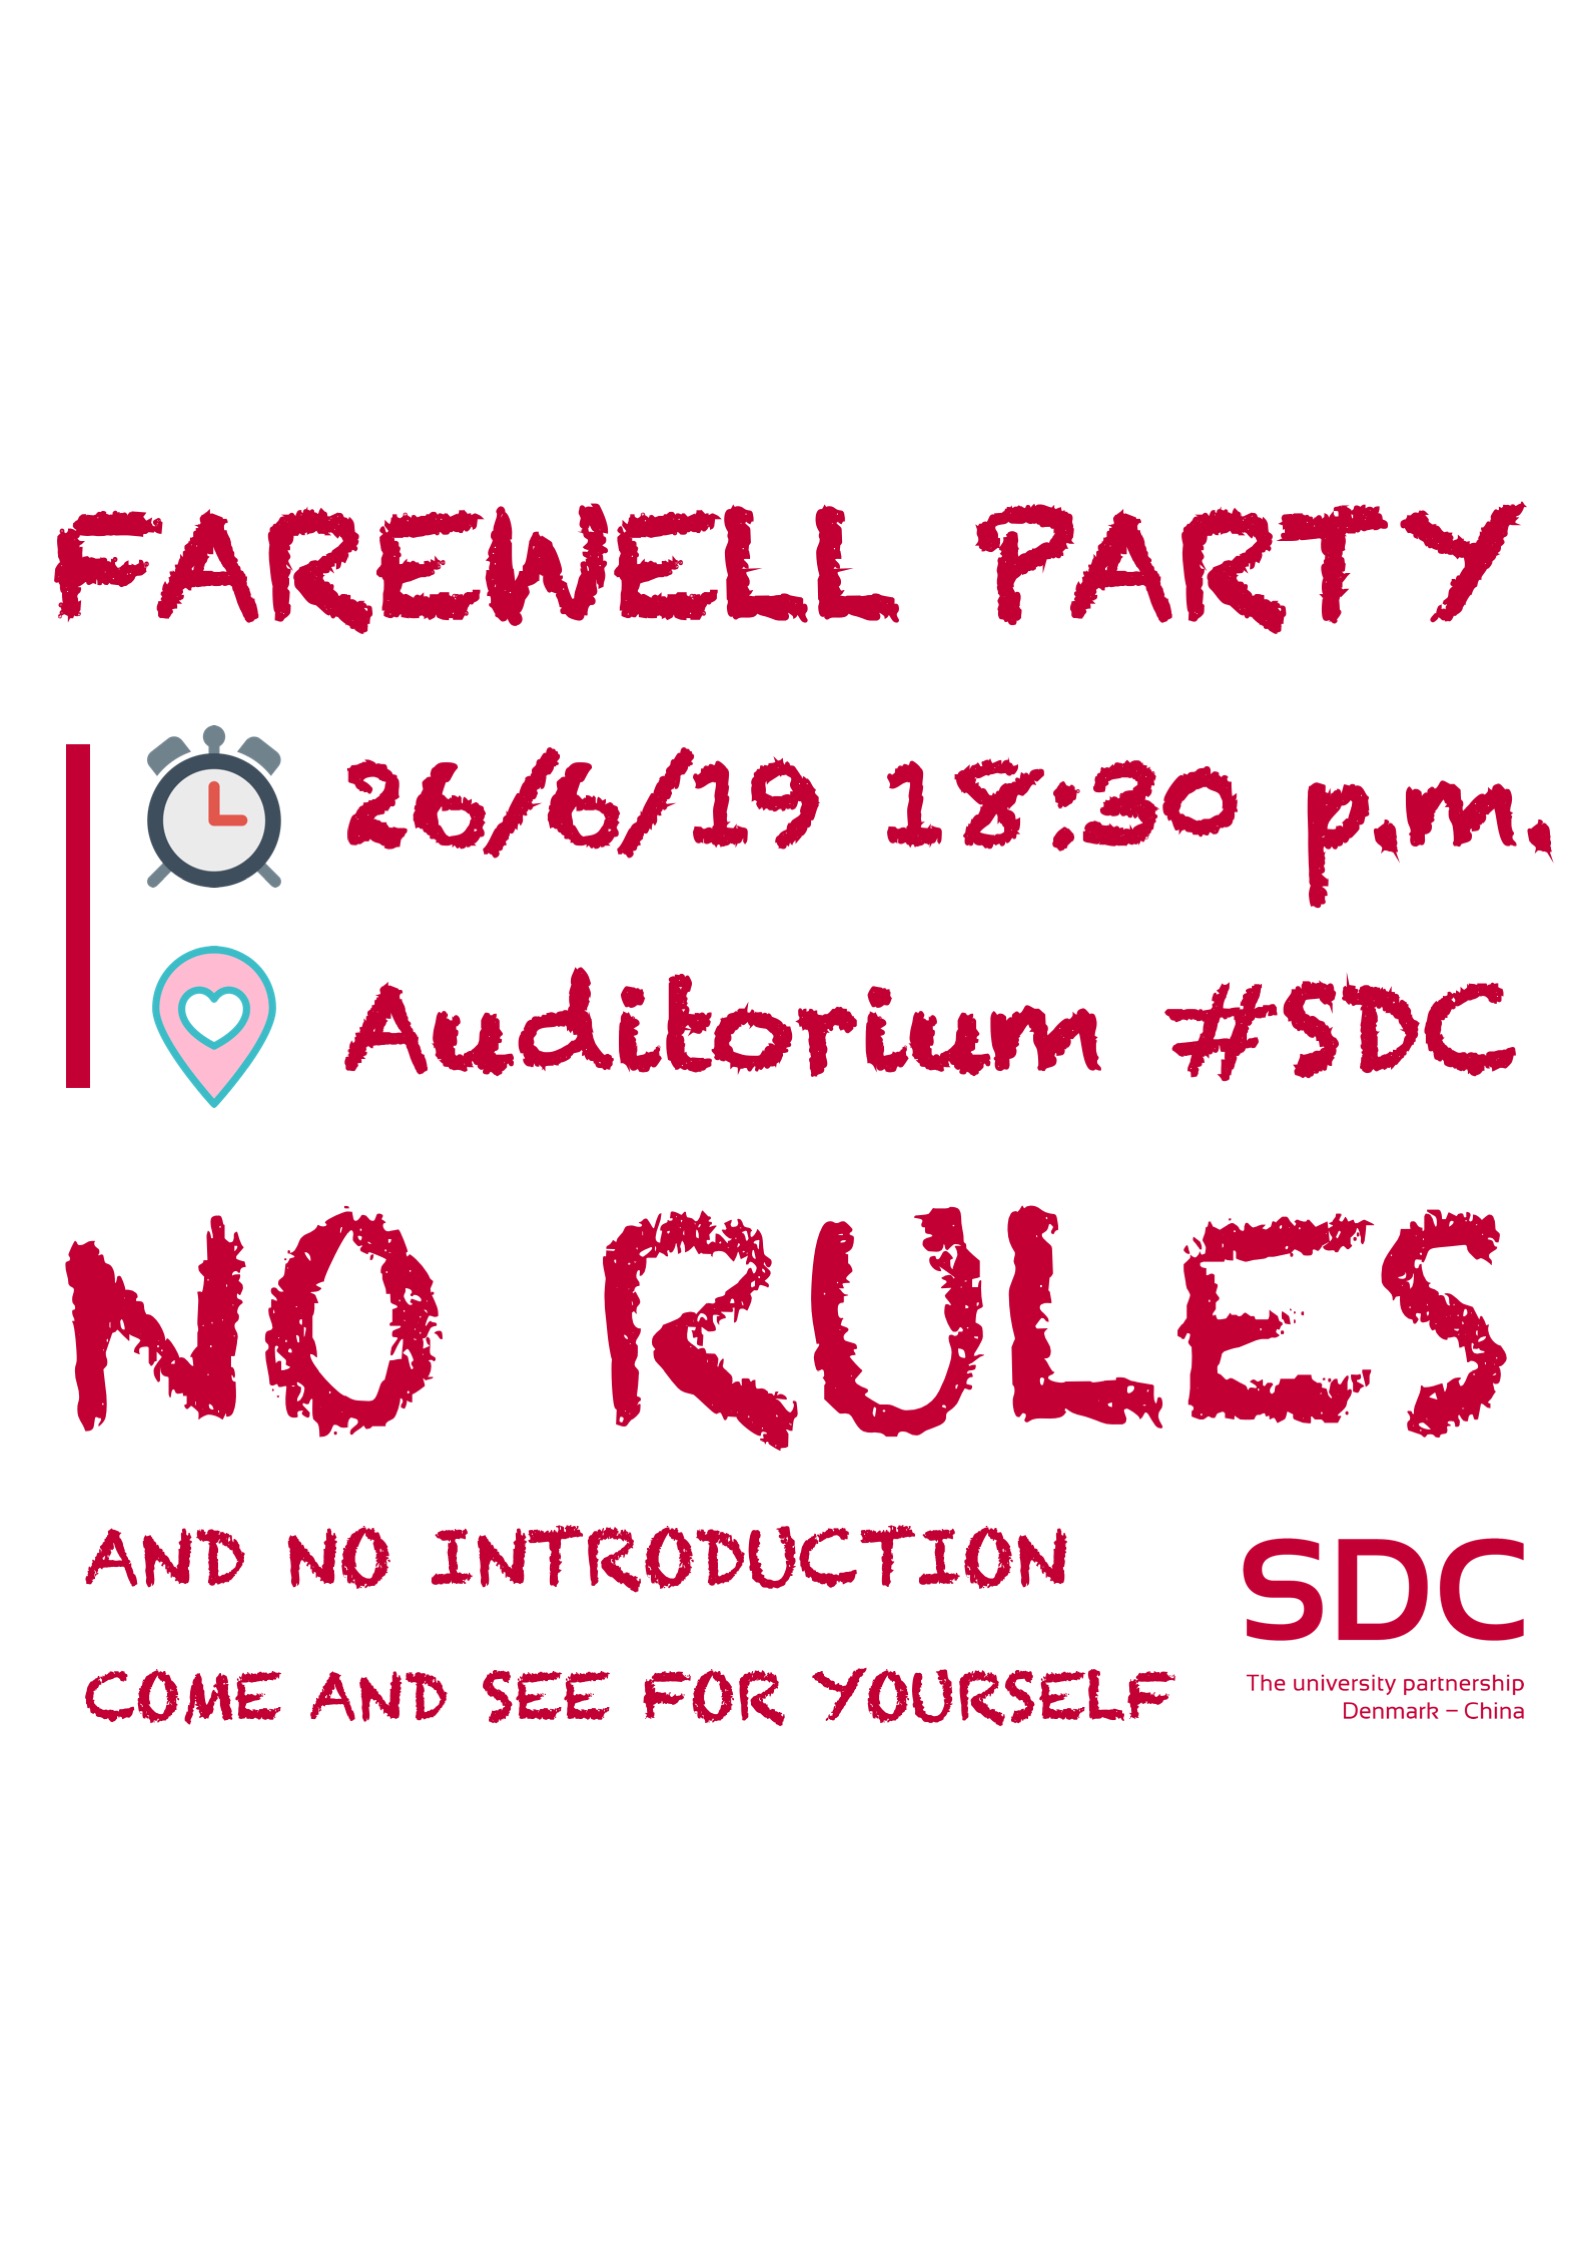 FAREWELL PARTY
26/6/19 18:30 p.m.
Auditorium #SDC
NO RULES
AND NO INTRODUCTION
COME AND SEE FOR YOURSELF
SDC
The university partnership
Denmark – China